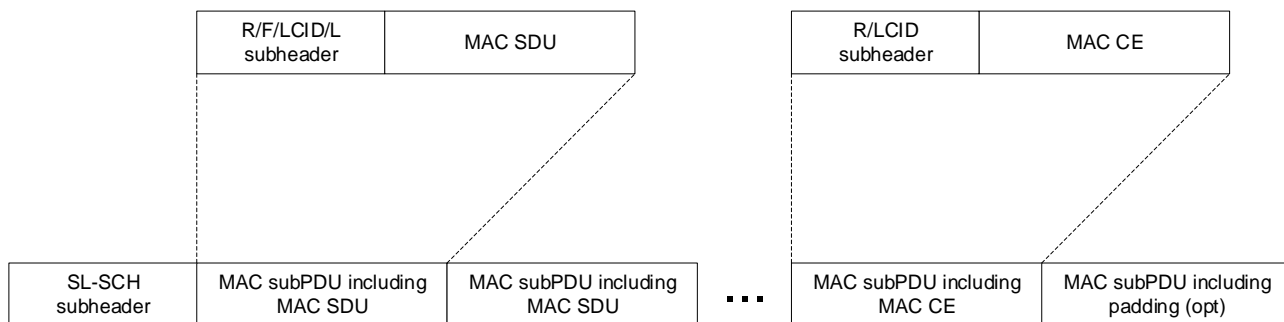 R/F/LCID/L
subheader
MAC SDU
R/LCID
subheader
MAC CE
SL-SCH
subheader
MAC subPDU including
MAC SDU
MAC subPDU including
MAC SDU
...
MAC subPDU including
MAC CE
MAC subPDU including
padding (opt)